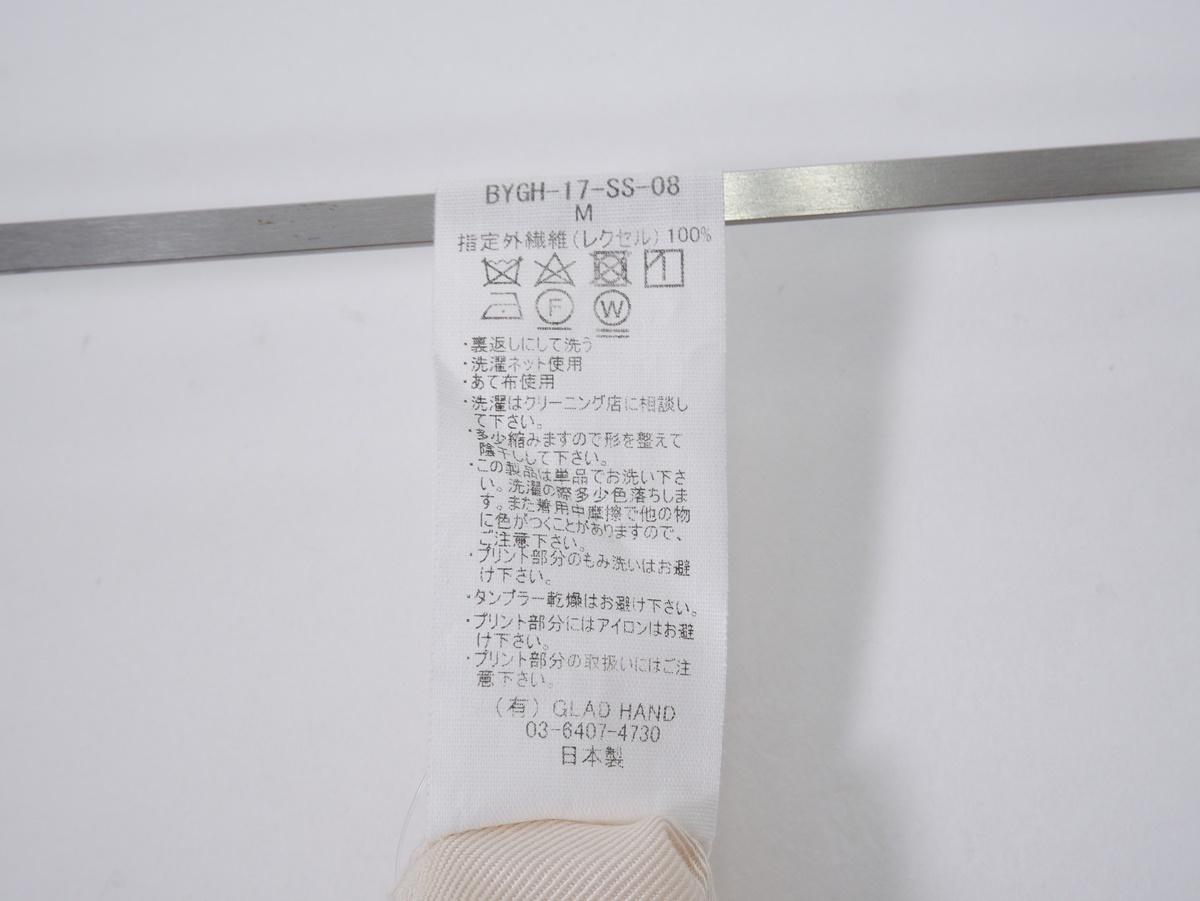 BYGH-17-SS-08
M
指定外繊維(レクセル)100%
F W
・裏返しにして洗う
・洗濯ネット使用
・あて布使用
・洗濯はクリーニング店に相談し
て下さい。
・多少縮みますので形を整えて
陰干しして下さい。
・この製品は単品でお洗い下さ
い。洗濯の際多少色落ちしま
す。また着用中摩擦で他の物
に色がつくことがありますので、
ご注意下さい。
・プリント部分のもみ洗いはお避
け下さい。
・タンブラー乾燥はお避け下さい。
・プリント部分にはアイロンはお避
け下さい。
・プリント部分の取扱いにはご注
意下さい。
(有) GLAD HAND
03-6407-4730
日本製